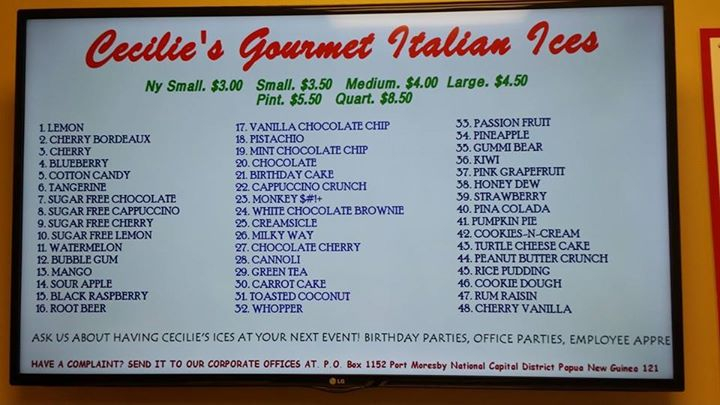 Cecilie's Gourmet Italian Ices
Ny Small. $3.00 Small. $3.50 Medium. $4.00 Large. $4.50
Pint. $5.50 Quart. $8.50
1. LEMON
2. CHERRY BORDEAUX
3. CHERRY
4. BLUEBERRY
5. COTTON CANDY
6. TANGERINE
7. SUGAR FREE CHOCOLATE
8. SUGAR FREE CAPPUCCINO
9. SUGAR FREE CHERRY
10. SUGAR FREE LEMON
11. WATERMELON
12. BUBBLE GUM
13. MANGO
14. SOUR APPLE
15. BLACK RASPBERRY
16. ROOT BEER
17. VANILLA CHOCOLATE CHIP
18. PISTACHIO
19. MINT CHOCOLATE CHIP
20. CHOCOLATE
21. BIRTHDAY CAKE
22. CAPPUCCINO CRUNCH
23. MONKEY $#!+
24. WHITE CHOCOLATE BROWNIE
25. CREAMSICLE
26. MILKY WAY
27. CHOCOLATE CHERRY
28. CANNOLI
29. GREEN TEA
30. CARROT CAKE
31. TOASTED COCONUT
32. WHOPPER
33. PASSION FRUIT
34. PINEAPPLE
35. GUMMI BEAR
36. KIWI
37. PINK GRAPEFRUIT
38. HONEY DEW
39. STRAWBERRY
40. PINA COLADA
41. PUMPKIN PIE
42. COOKIES-N-CREAM
43. TURTLE CHEESE CAKE
44. PEANUT BUTTER CRUNCH
45. RICE PUDDING
46. COOKIE DOUGH
47. RUM RAISIN
48. CHERRY VANILLA
ASK US ABOUT HAVING CECILIE'S ICES AT YOUR NEXT EVENT! BIRTHDAY PARTIES, OFFICE PARTIES, EMPLOYEE APPRE
HAVE A COMPLAINT? SEND IT TO OUR CORPORATE OFFICES AT. P.O. Box 1152 Port Moresby National Capital District Papua New Guinea 121
LG